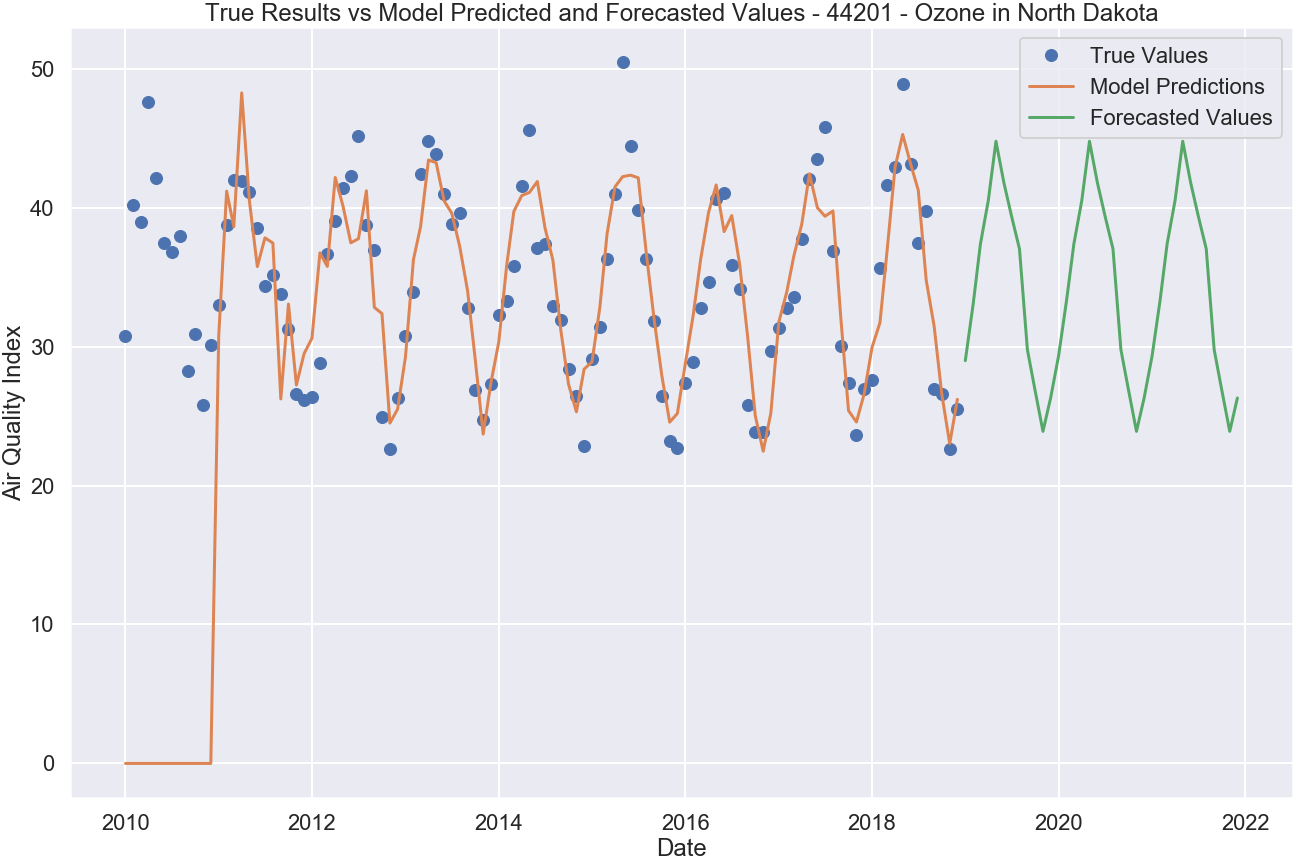 True Results vs Model Predicted and Forecasted Values - 44201 - Ozone in North Dakota
True Values
Model Predictions
Forecasted Values
Air Quality Index
50
40
30
20
10
0
2010 2012 2014 2016 2018 2020 2022
Date